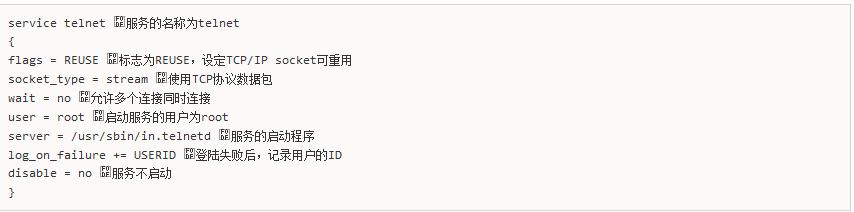 service telnet 服务的名称为telnet
{
flags = REUSE 标志为REUSE，设定TCP/IP socket可重用
socket_type = stream 使用TCP协议数据包
wait = no 允许多个连接同时连接
user = root 启动服务的用户为root
server = /usr/sbin/in.telnetd 服务的启动程序
log_on_failure += USERID 登陆失败后，记录用户的ID
disable = no 服务不启动
}